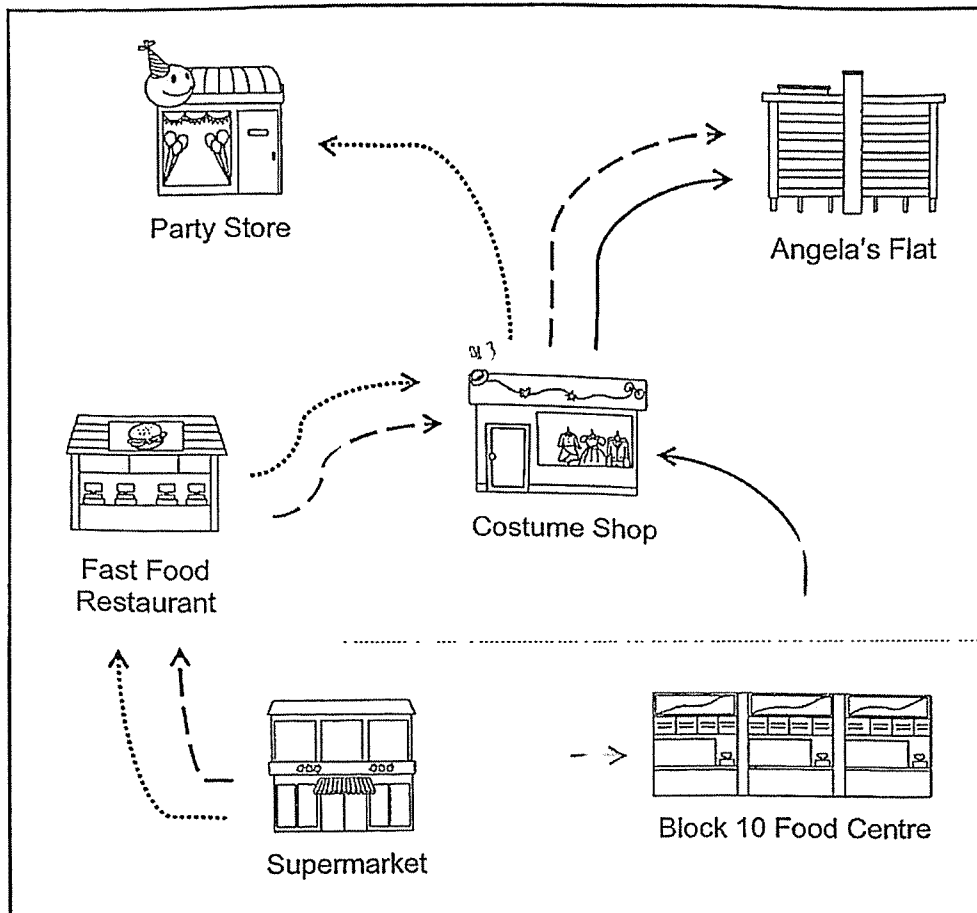 Party Store
Angela's Flat
Costume Shop
Fast Food
Restaurant
Supermarket
Block 10 Food Centre